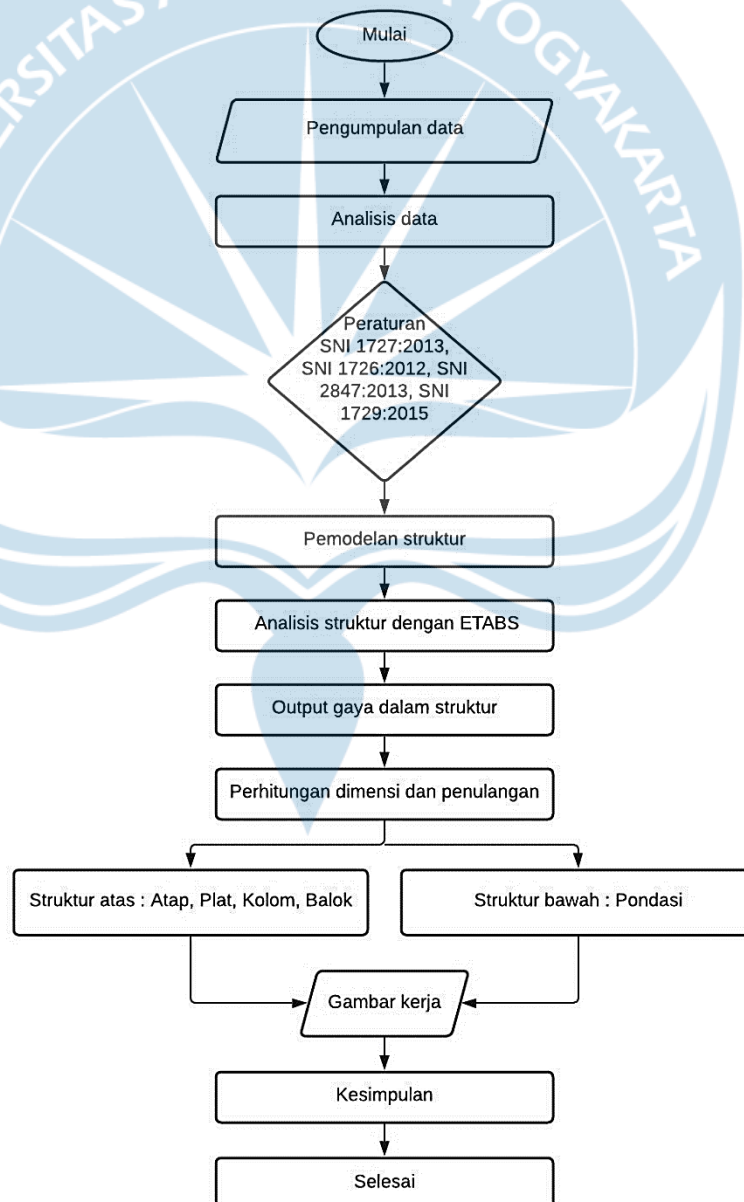 ERSITAS
YOGYAKARTA
Mulai
Pengumpulan data
Analisis data
Peraturan
SNI 1727:2013,
SNI 1726:2012, SNI
2847:2013, SNI
1729:2015
Pemodelan struktur
Analisis struktur dengan ETABS
Output gaya dalam struktur
Perhitungan dimensi dan penulangan
Struktur atas : Atap, Plat, Kolom, Balok
Struktur bawah : Pondasi
Gambar kerja
Kesimpulan
Selesai